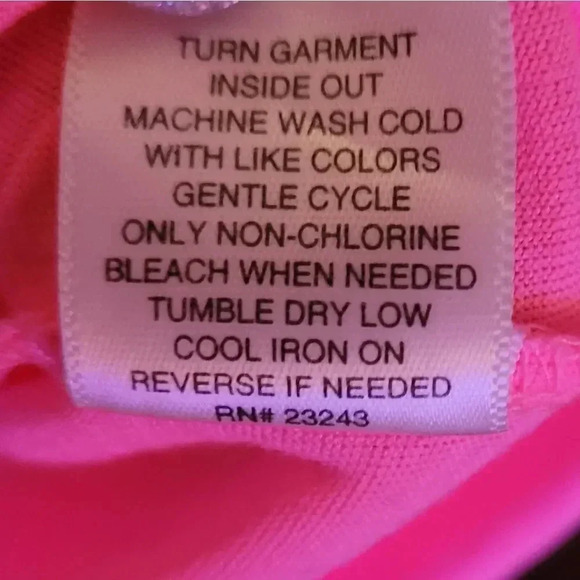 TURN GARMENT
INSIDE OUT
MACHINE WASH COLD
WITH LIKE COLORS
GENTLE CYCLE
ONLY NON-CHLORINE
BLEACH WHEN NEEDED
TUMBLE DRY LOW
COOL IRON ON
REVERSE IF NEEDED
RN# 23243